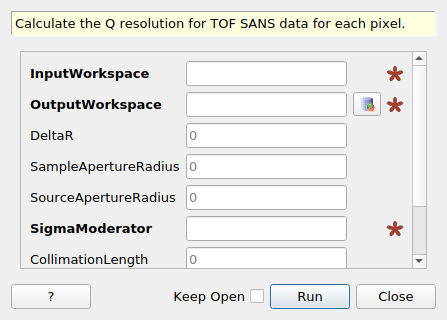 Calculate the Q resolution for TOF SANS data for each pixel.
InputWorkspace
OutputWorkspace
DeltaR 0
SampleApertureRadius 0
SourceApertureRadius 0
SigmaModerator
CollimationLength 0
? Keep Open Run Close